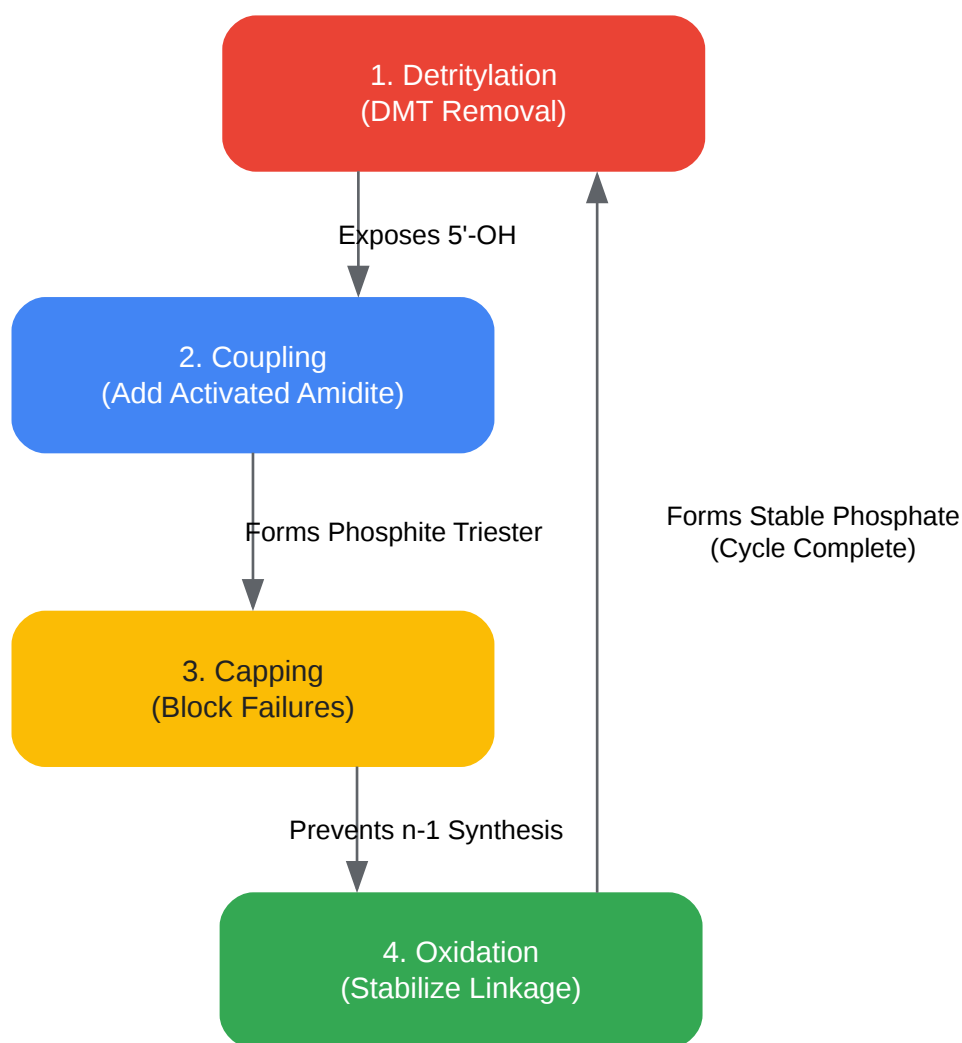 1. Detritylation
(DMT Removal)
Exposes 5'-OH
2. Coupling
(Add Activated Amidite)
Forms Phosphite Triester
Forms Stable Phosphate
(Cycle Complete)
3. Capping
(Block Failures)
Prevents n-1 Synthesis
4. Oxidation
(Stabilize Linkage)